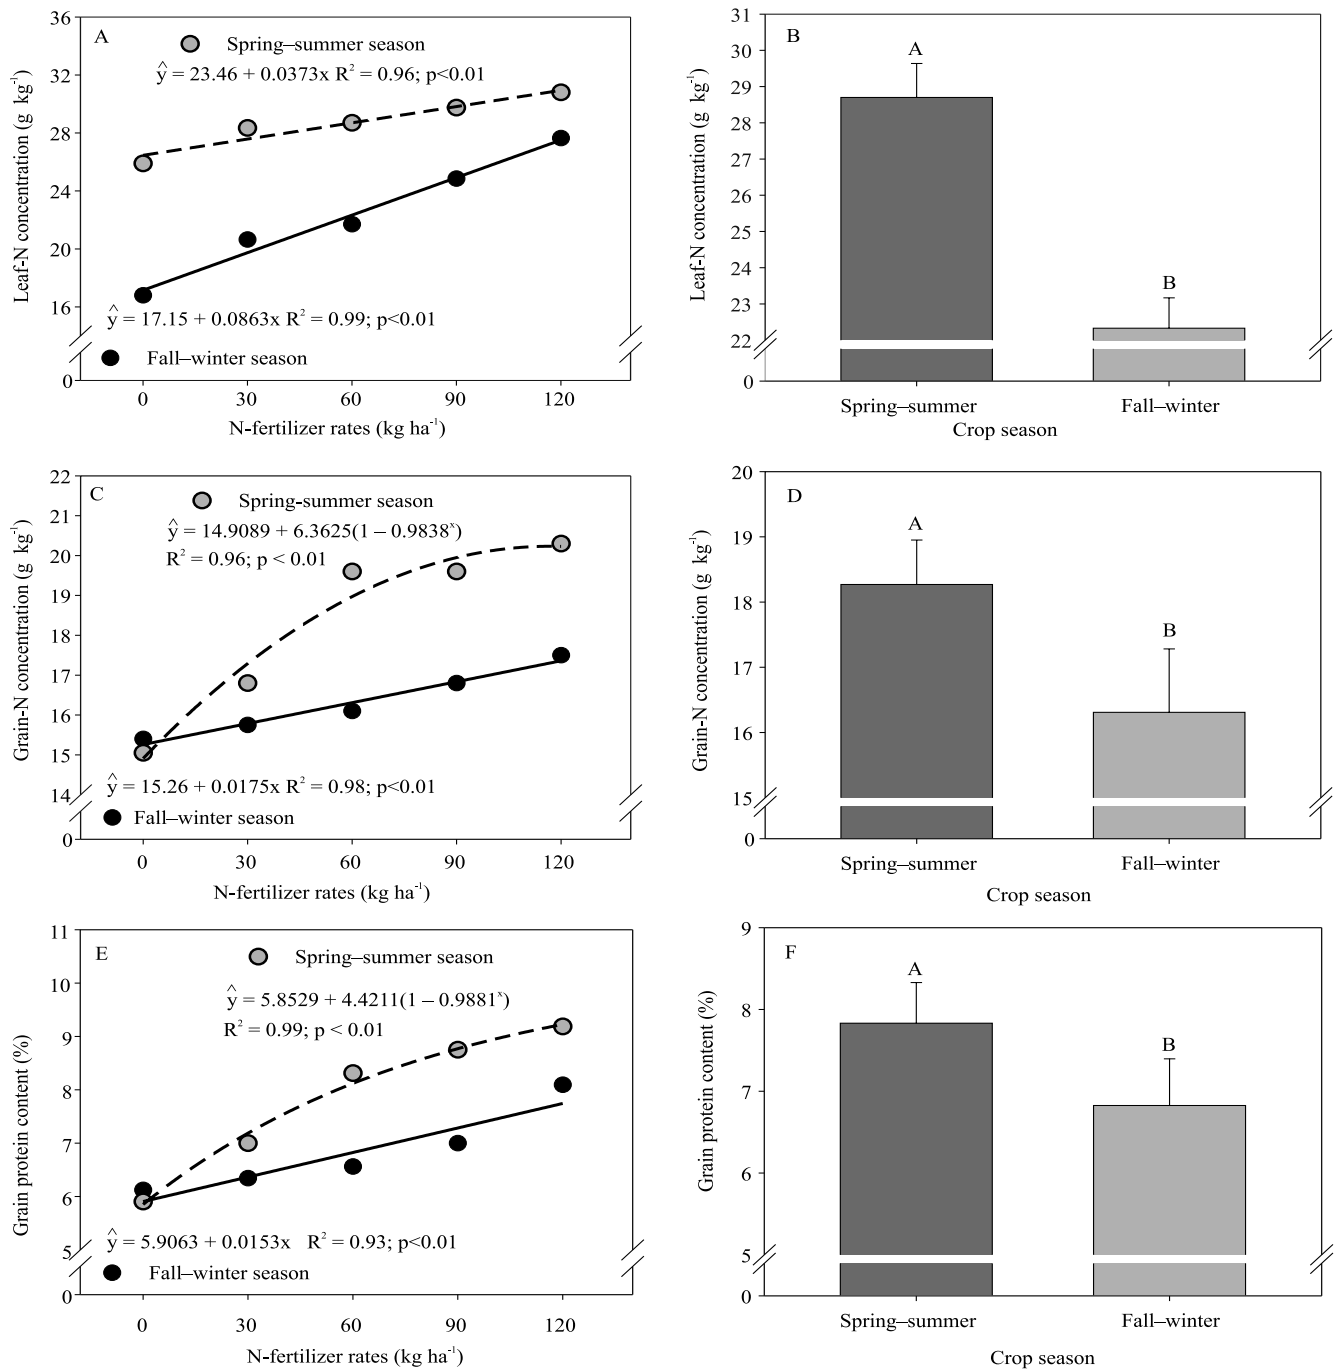 A
Spring–summer season
ŷ = 23.46 + 0.0373x R² = 0.96; p<0.01
36
32
28
24
20
16
0
Leaf-N concentration (g kg⁻¹)
ŷ = 17.15 + 0.0863x R² = 0.99; p<0.01
Fall–winter season
0 30 60 90 120
N-fertilizer rates (kg ha⁻¹)
B
31
30
29
28
27
26
25
24
23
22
0
Leaf-N concentration (g kg⁻¹)
A
B
Spring–summer Fall–winter
Crop season
C
Spring-summer season
ŷ = 14.9089 + 6.3625(1 – 0.9838ˣ)
R² = 0.96; p < 0.01
22
21
20
19
18
17
16
15
14
0
Grain-N concentration (g kg⁻¹)
ŷ = 15.26 + 0.0175x R² = 0.98; p<0.01
Fall–winter season
0 30 60 90 120
N-fertilizer rates (kg ha⁻¹)
D
20
19
18
17
16
15
0
Grain-N concentration (g kg⁻¹)
A
B
Spring–summer Fall–winter
Crop season
E
Spring–summer season
ŷ = 5.8529 + 4.4211(1 – 0.9881ˣ)
R² = 0.99; p < 0.01
11
10
9
8
7
6
5
0
Grain protein content (%)
ŷ = 5.9063 + 0.0153x R² = 0.93; p<0.01
Fall–winter season
0 30 60 90 120
N-fertilizer rates (kg ha⁻¹)
F
9
8
7
6
5
0
Grain protein content (%)
A
B
Spring–summer Fall–winter
Crop season